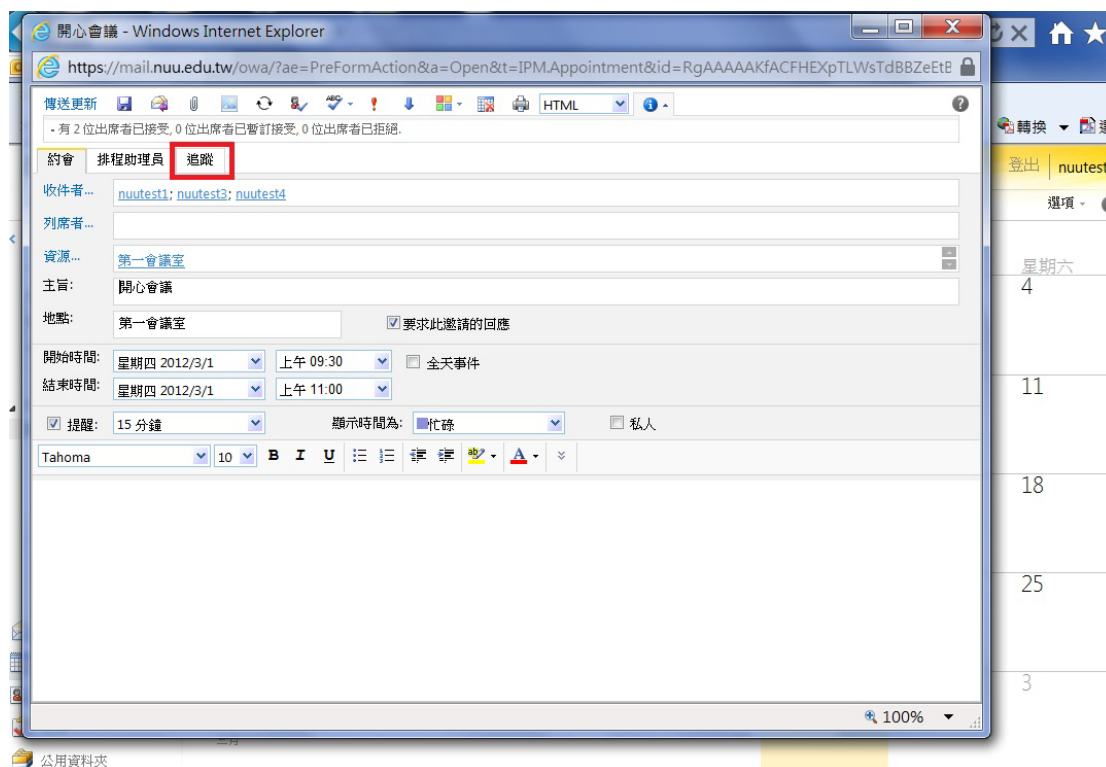 開心會議 - Windows Internet Explorer
https://mail.nuu.edu.tw/owa/?ae=PreFormAction&a=Open&t=IPM.Appointment&id=RgAAAAAKfACFHEXpTLWsTdBBZeEtB
傳送更新 HTML
- 有 2 位出席者已接受, 0 位出席者已暫訂接受, 0 位出席者已拒絕.
約會 排程助理員 追蹤
收件者... nuutest1; nuutest3; nuutest4
列席者...
資源... 第一會議室
主旨: 開心會議
地點: 第一會議室 要求此邀請的回應
開始時間: 星期四 2012/3/1 上午 09:30 全天事件
結束時間: 星期四 2012/3/1 上午 11:00
提醒: 15 分鐘 顯示時間為: 忙碌 私人
Tahoma 10 B I U A
100%
轉換
登出 nuutest
選項
星期六
4
11
18
25
3
三月
公用資料夾